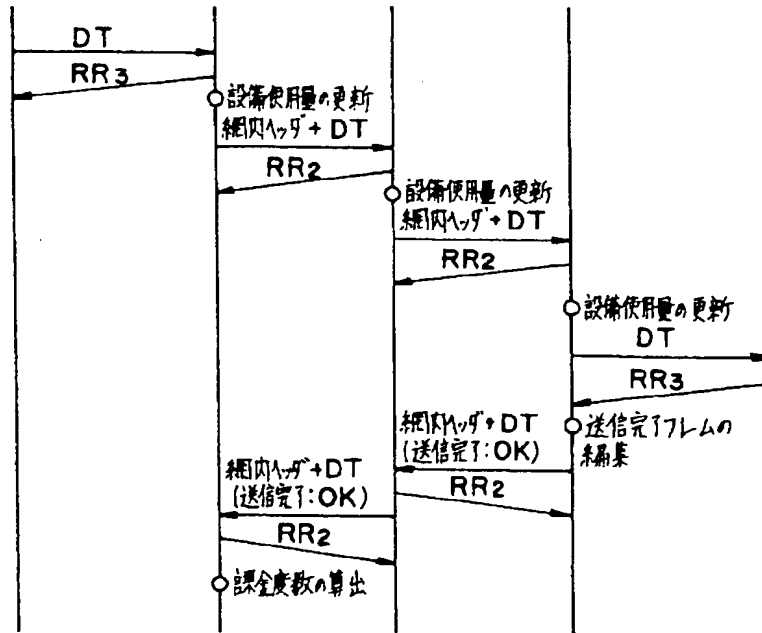 DT
RR3
設備使用量の更新
網内ヘッダ+DT
RR2
設備使用量の更新
網内ヘッダ+DT
RR2
設備使用量の更新
DT
RR3
送信完了フレムの
編集
網内ヘッダ+DT
(送信完了:OK)
RR2
網内ヘッダ+DT
(送信完了:OK)
RR2
課金度数の算出